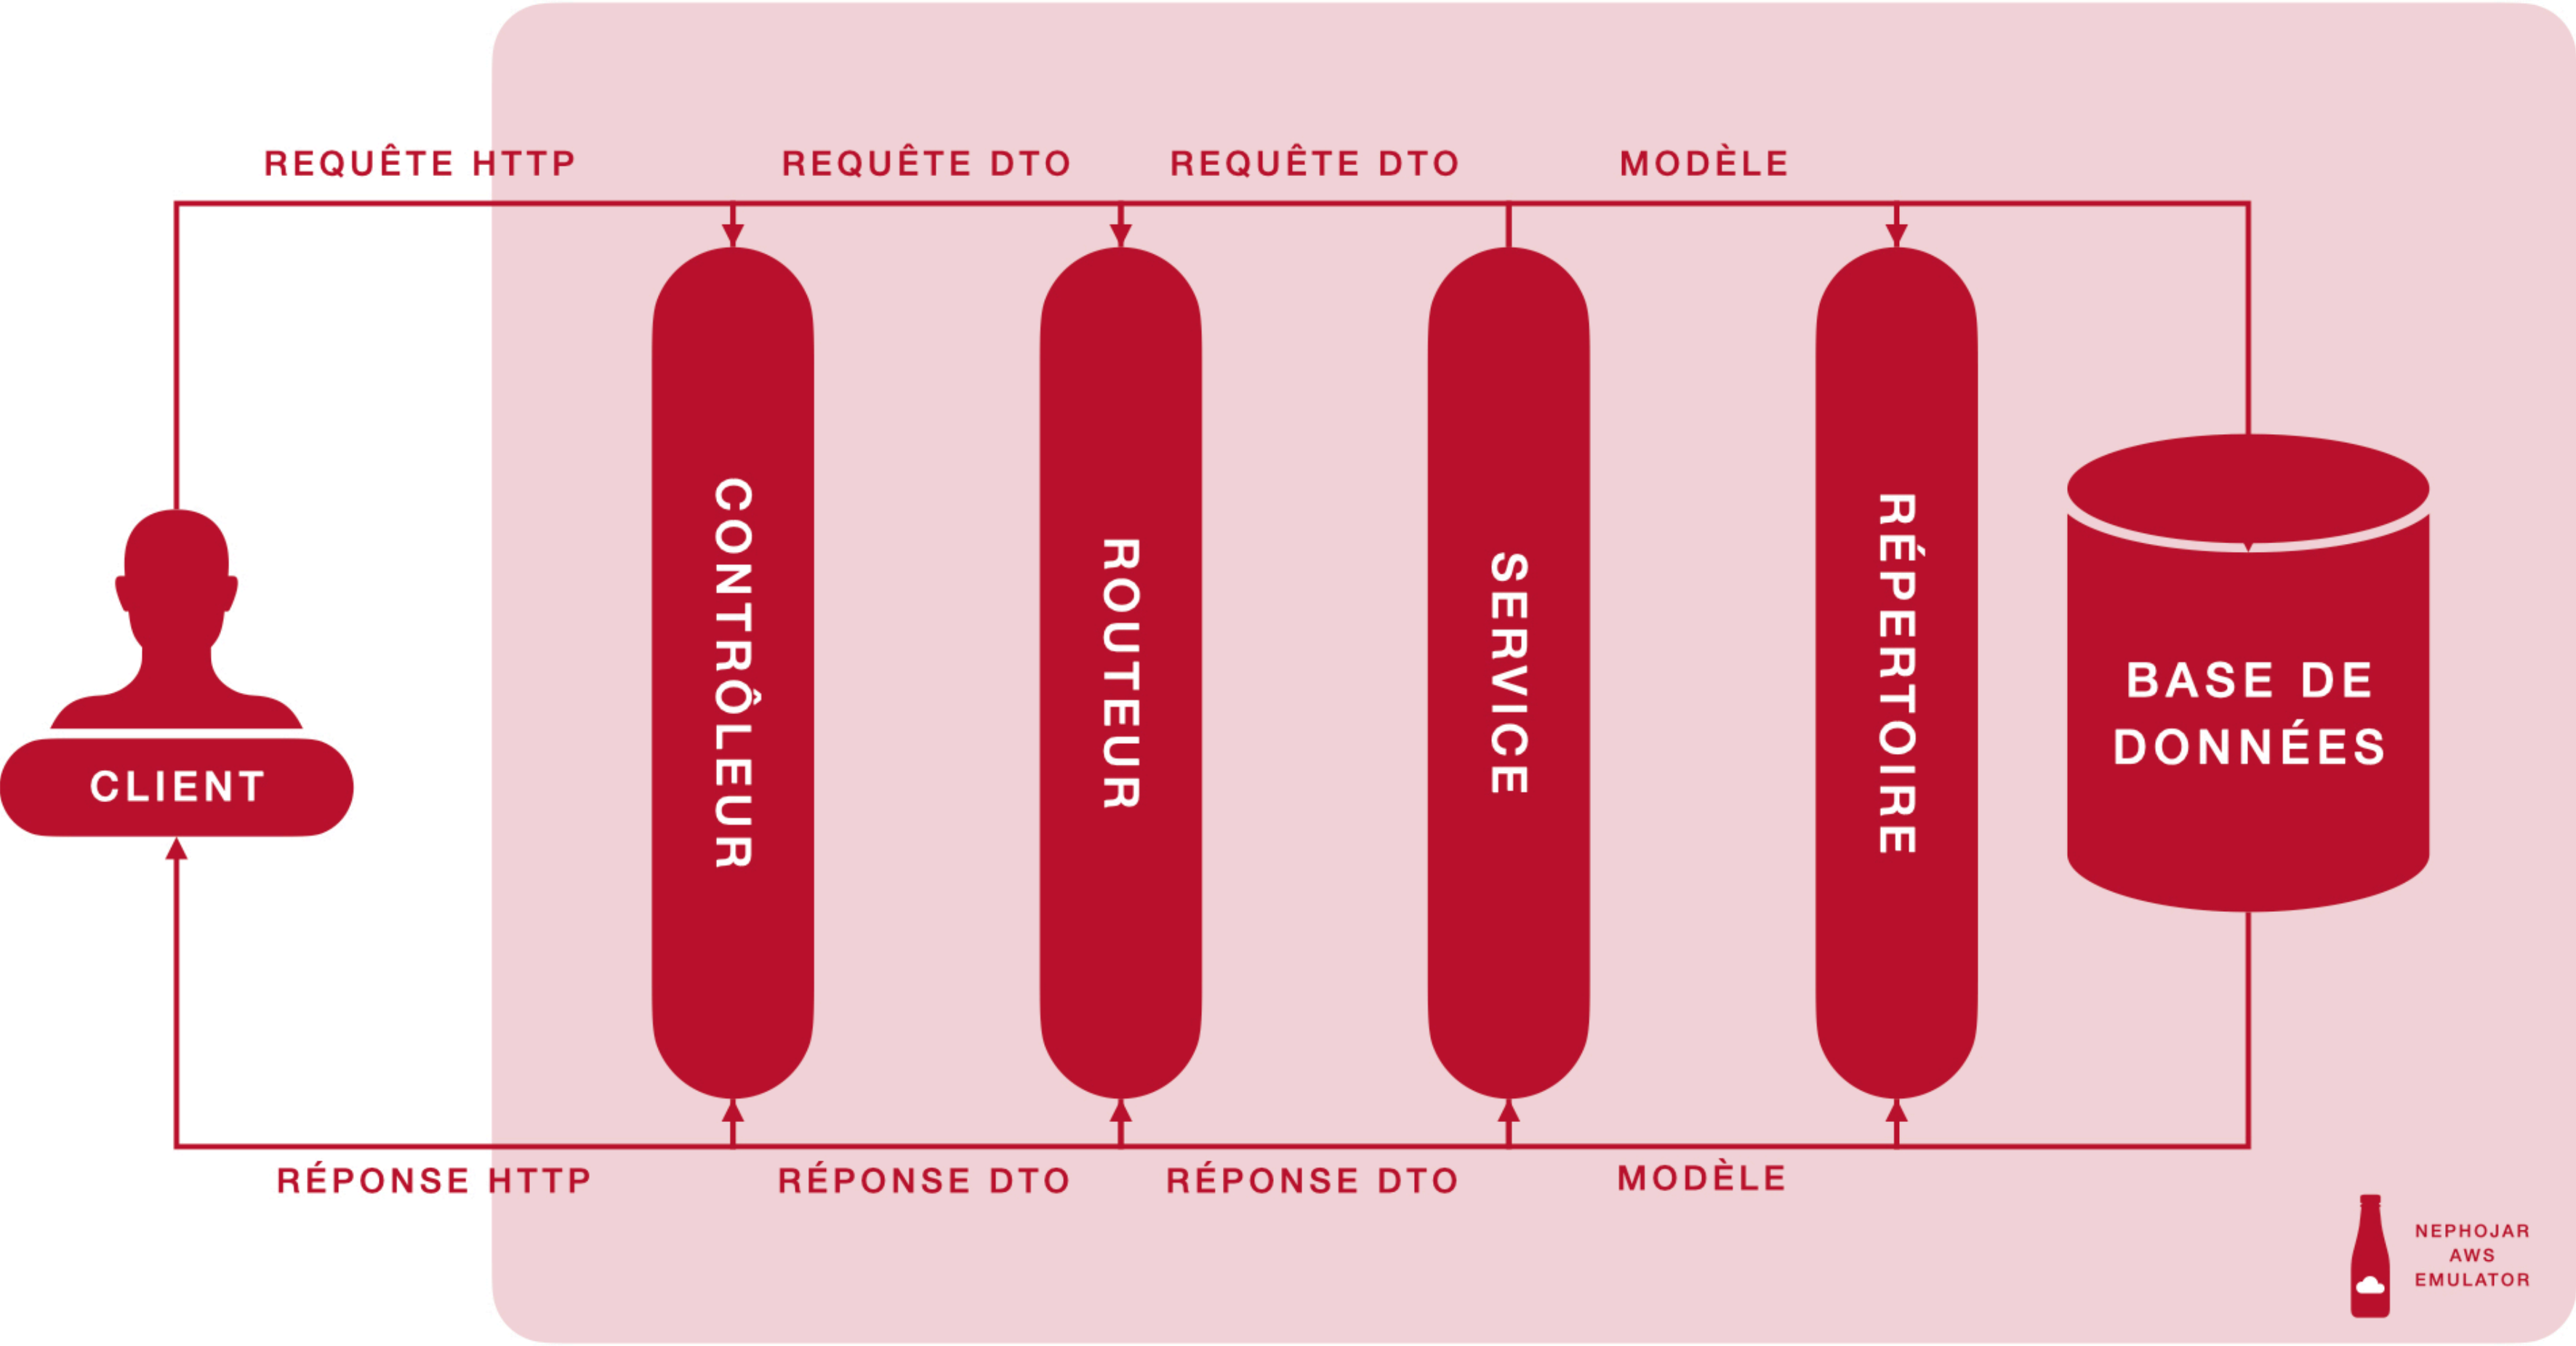 REQUÊTE HTTP
REQUÊTE DTO
REQUÊTE DTO
MODÈLE
CLIENT
CONTRÔLEUR
ROUTEUR
SERVICE
RÉPERTOIRE
BASE DE
DONNÉES
RÉPONSE HTTP
RÉPONSE DTO
RÉPONSE DTO
MODÈLE
NEPHOJAR
AWS
EMULATOR